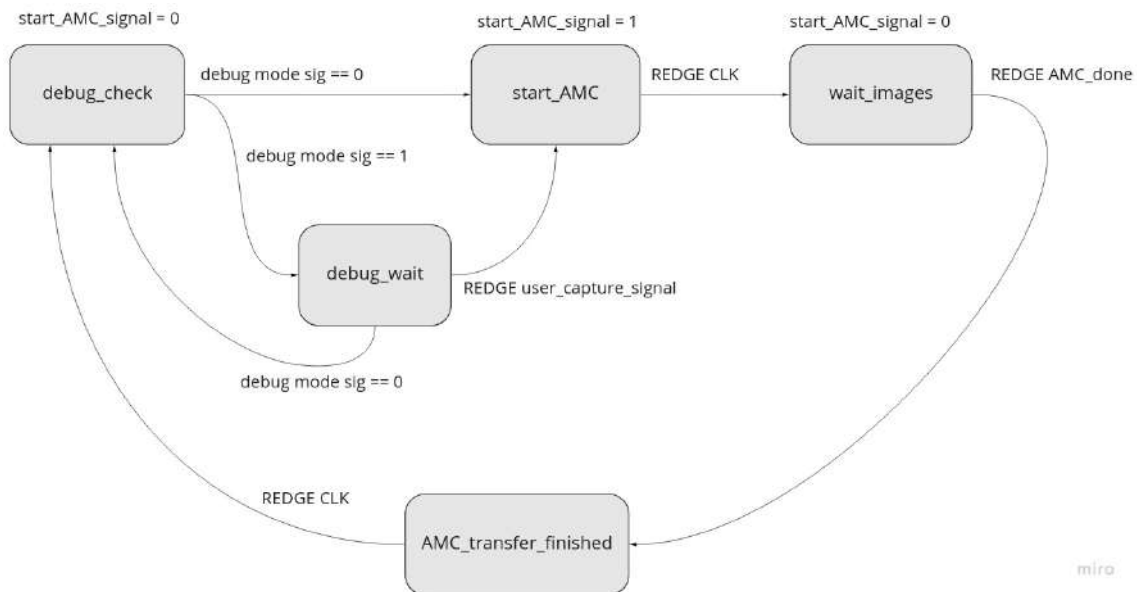 start_AMC_signal = 0
start_AMC_signal = 1
start_AMC_signal = 0
debug_check
debug mode sig == 0
start_AMC
REDGE CLK
wait_images
REDGE AMC_done
debug mode sig == 1
debug_wait
REDGE user_capture_signal
debug mode sig == 0
REDGE CLK
AMC_transfer_finished
miro